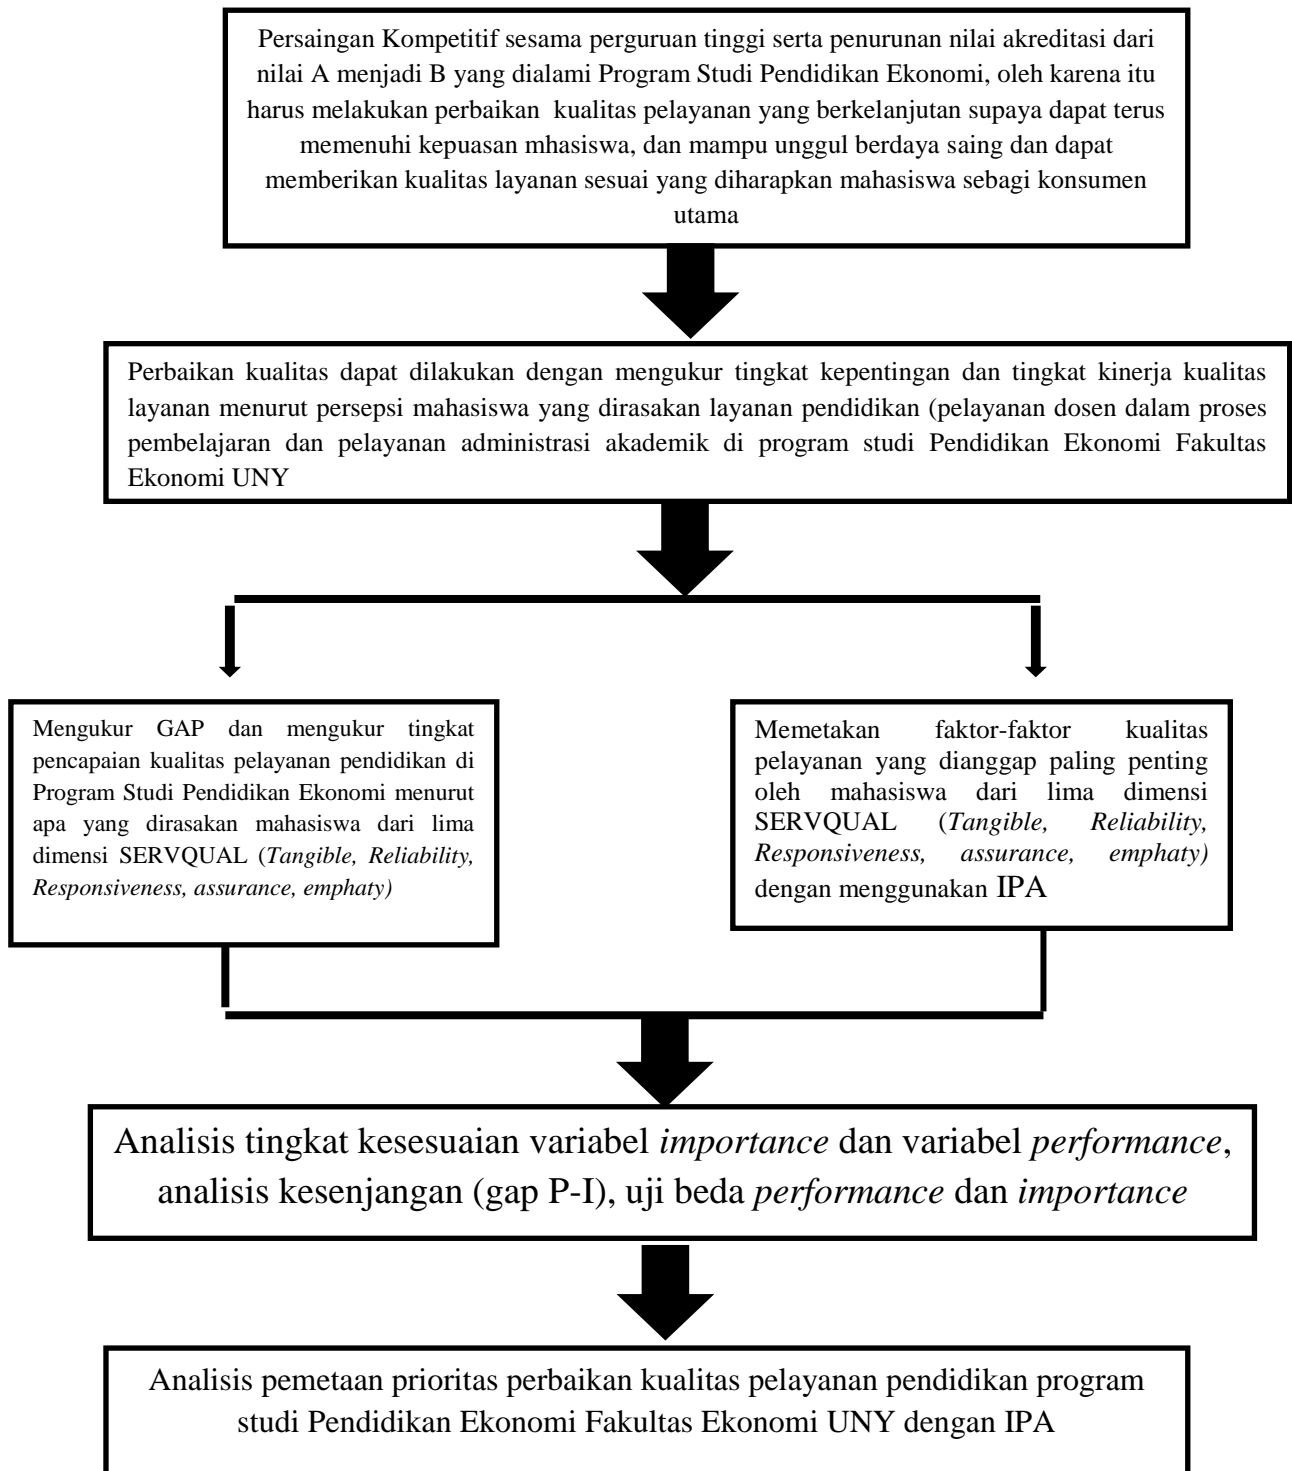 Persaingan Kompetitif sesama perguruan tinggi serta penurunan nilai akreditasi dari
nilai A menjadi B yang dialami Program Studi Pendidikan Ekonomi, oleh karena itu
harus melakukan perbaikan kualitas pelayanan yang berkelanjutan supaya dapat terus
memenuhi kepuasan mhasiswa, dan mampu unggul berdaya saing dan dapat
memberikan kualitas layanan sesuai yang diharapkan mahasiswa sebagi konsumen
utama
Perbaikan kualitas dapat dilakukan dengan mengukur tingkat kepentingan dan tingkat kinerja kualitas
layanan menurut persepsi mahasiswa yang dirasakan layanan pendidikan (pelayanan dosen dalam proses
pembelajaran dan pelayanan administrasi akademik di program studi Pendidikan Ekonomi Fakultas
Ekonomi UNY
Mengukur GAP dan mengukur tingkat
pencapaian kualitas pelayanan pendidikan di
Program Studi Pendidikan Ekonomi menurut
apa yang dirasakan mahasiswa dari lima
dimensi SERVQUAL (Tangible, Reliability,
Responsiveness, assurance, emphaty)
Memetakan faktor-faktor kualitas
pelayanan yang dianggap paling penting
oleh mahasiswa dari lima dimensi
SERVQUAL (Tangible, Reliability,
Responsiveness, assurance, emphaty)
dengan menggunakan IPA
Analisis tingkat kesesuaian variabel importance dan variabel performance,
analisis kesenjangan (gap P-I), uji beda performance dan importance
Analisis pemetaan prioritas perbaikan kualitas pelayanan pendidikan program
studi Pendidikan Ekonomi Fakultas Ekonomi UNY dengan IPA